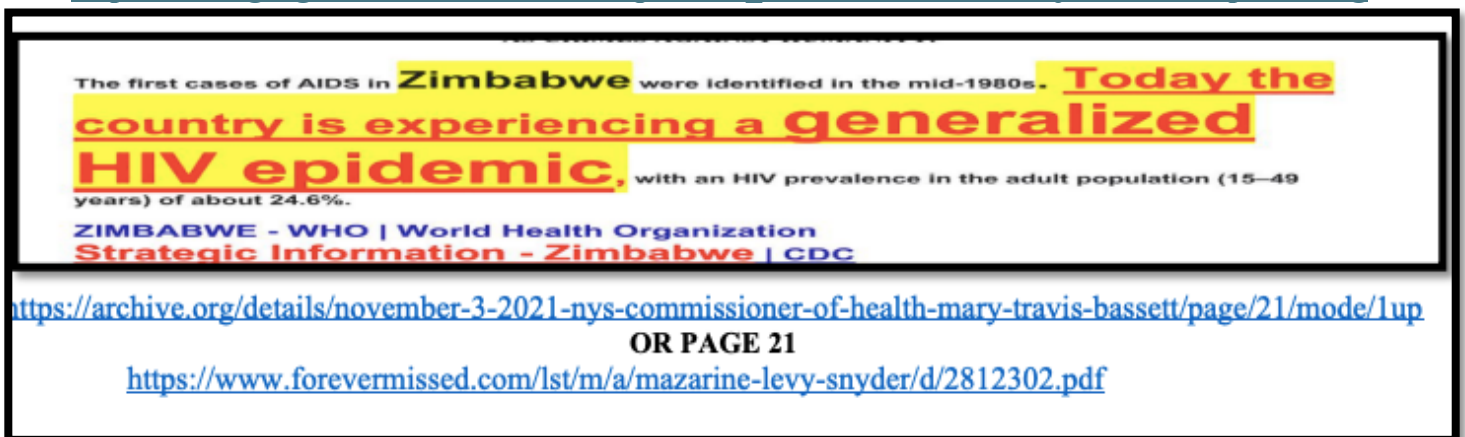 The first cases of AIDS in Zimbabwe were identified in the mid-1980s. Today the
country is experiencing a generalized
HIV epidemic, with an HIV prevalence in the adult population (15–49
years) of about 24.6%.
ZIMBABWE - WHO | World Health Organization
Strategic Information - Zimbabwe | CDC
https://archive.org/details/november-3-2021-nys-commissioner-of-health-mary-travis-bassett/page/21/mode/1up
OR PAGE 21
https://www.forevermissed.com/lst/m/a/mazarine-levy-snyder/d/2812302.pdf